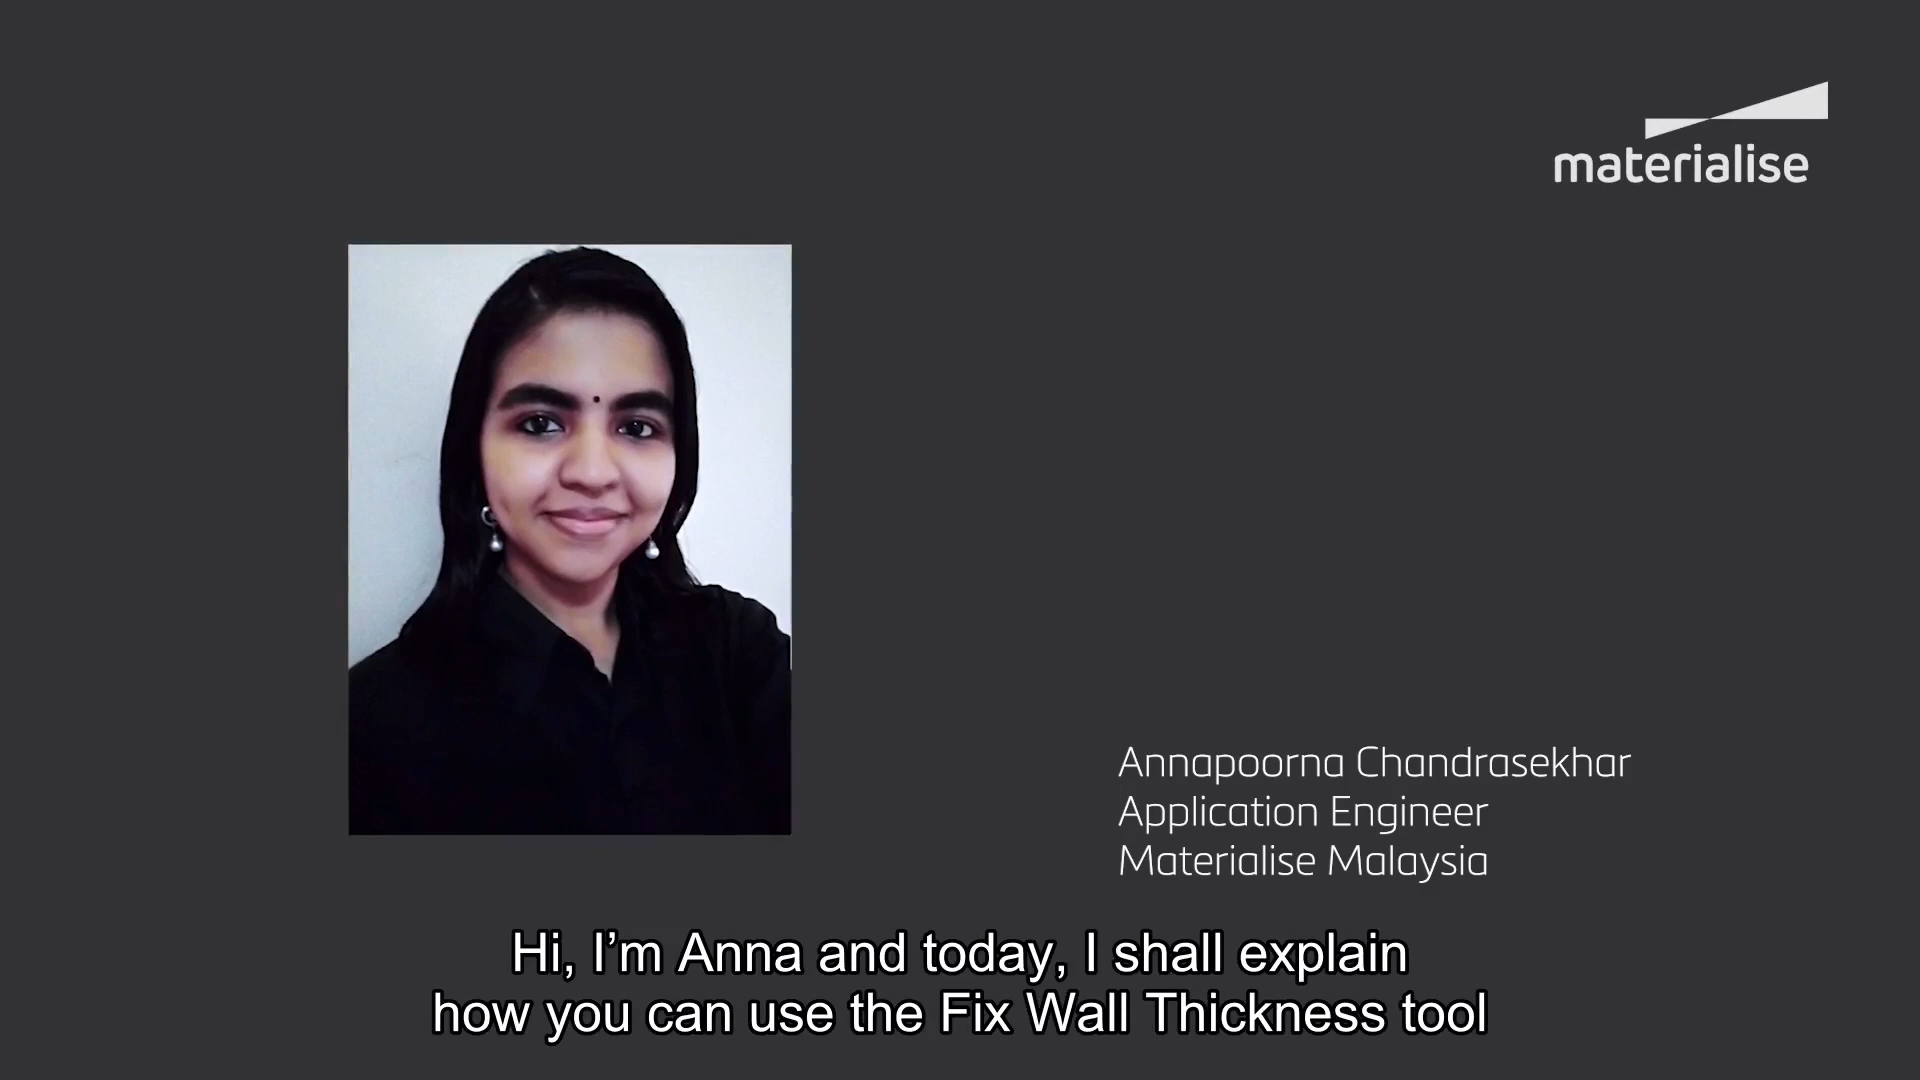 materialise
Annapoorna Chandrasekhar
Application Engineer
Materialise Malaysia
Hi, I’m Anna and today, I shall explain
how you can use the Fix Wall Thickness tool